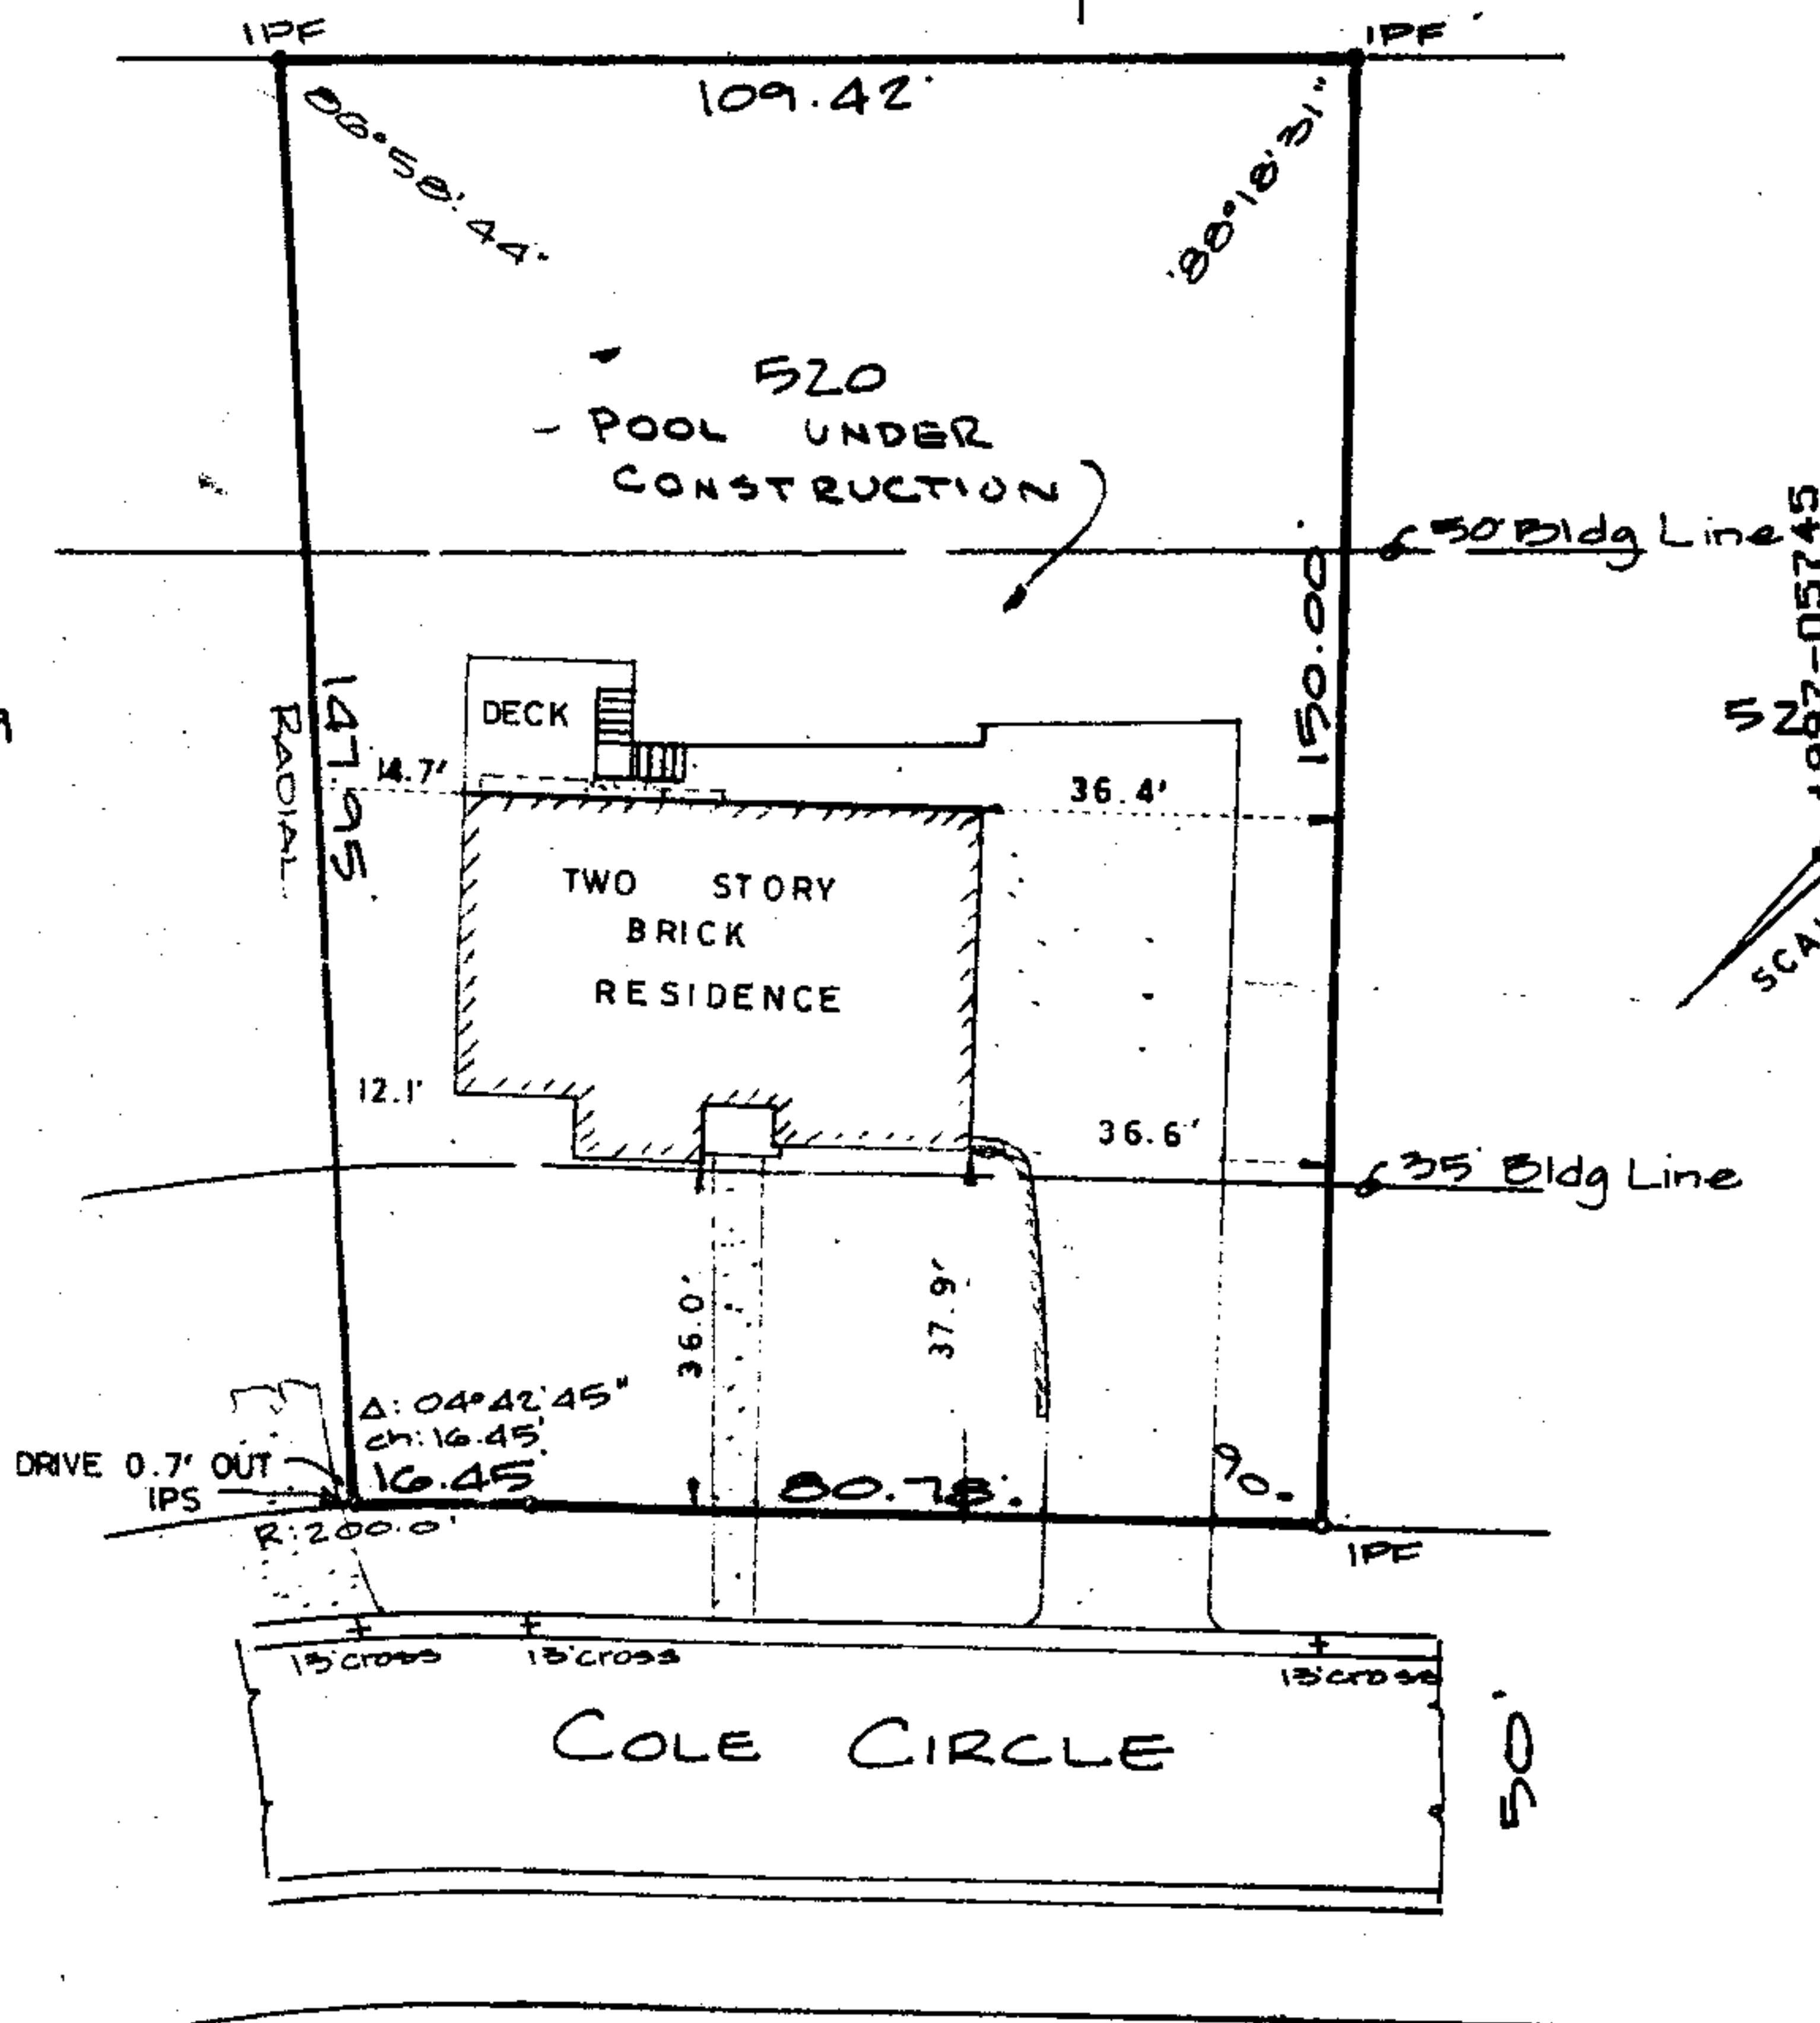 IPF
IPF
109.42'
86°58'44"
88°18'31"
520
POOL UNDER
CONSTRUCTION
50' Bldg Line
150.00
147.95
RADIAL
DECK
14.7'
36.4'
TWO STORY
BRICK
RESIDENCE
12.1'
36.6'
35' Bldg Line
36.0'
37.9'
Δ: 04°42'45"
ch: 16.45'
DRIVE 0.7' OUT
IPS
16.45
80.78'
90°
R: 200.0'
IPF
13' cross
13' cross
13' cross
COLE CIRCLE
50'